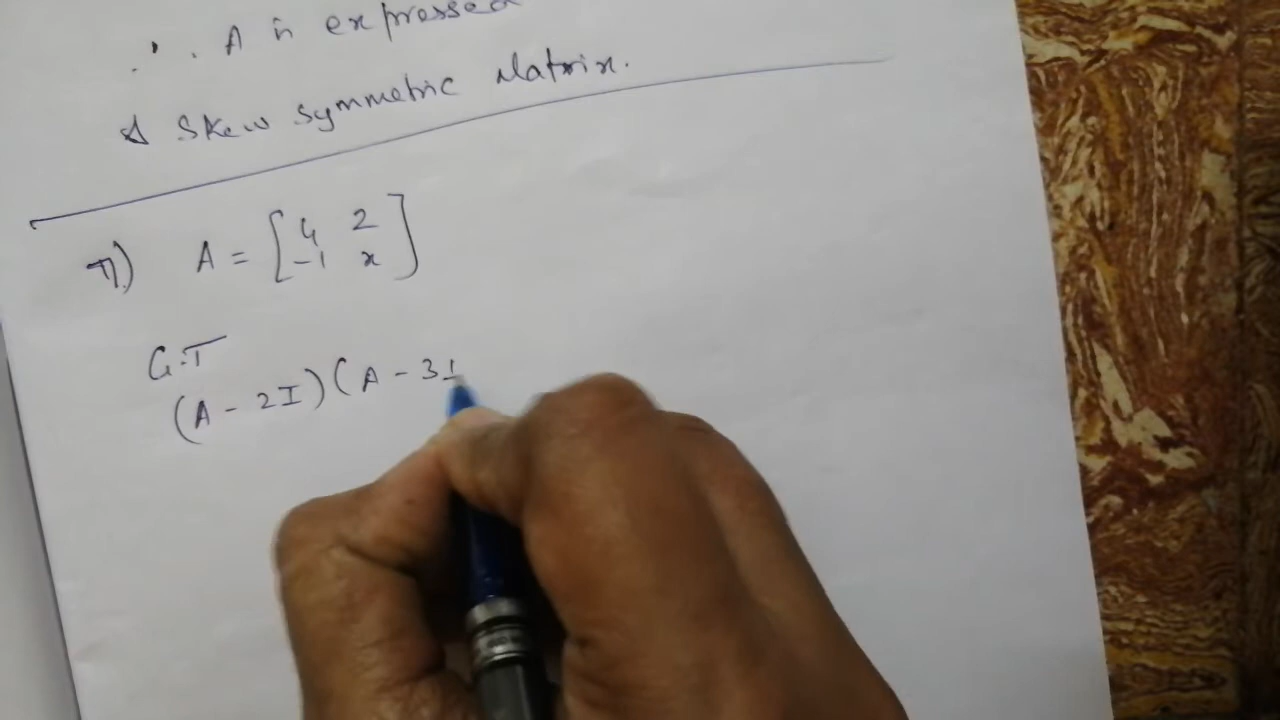 ∴ A is expressed
& Skew symmetric Matrix.
7) A = [4 2
-1 x]
G.T
(A - 2I)(A - 3I